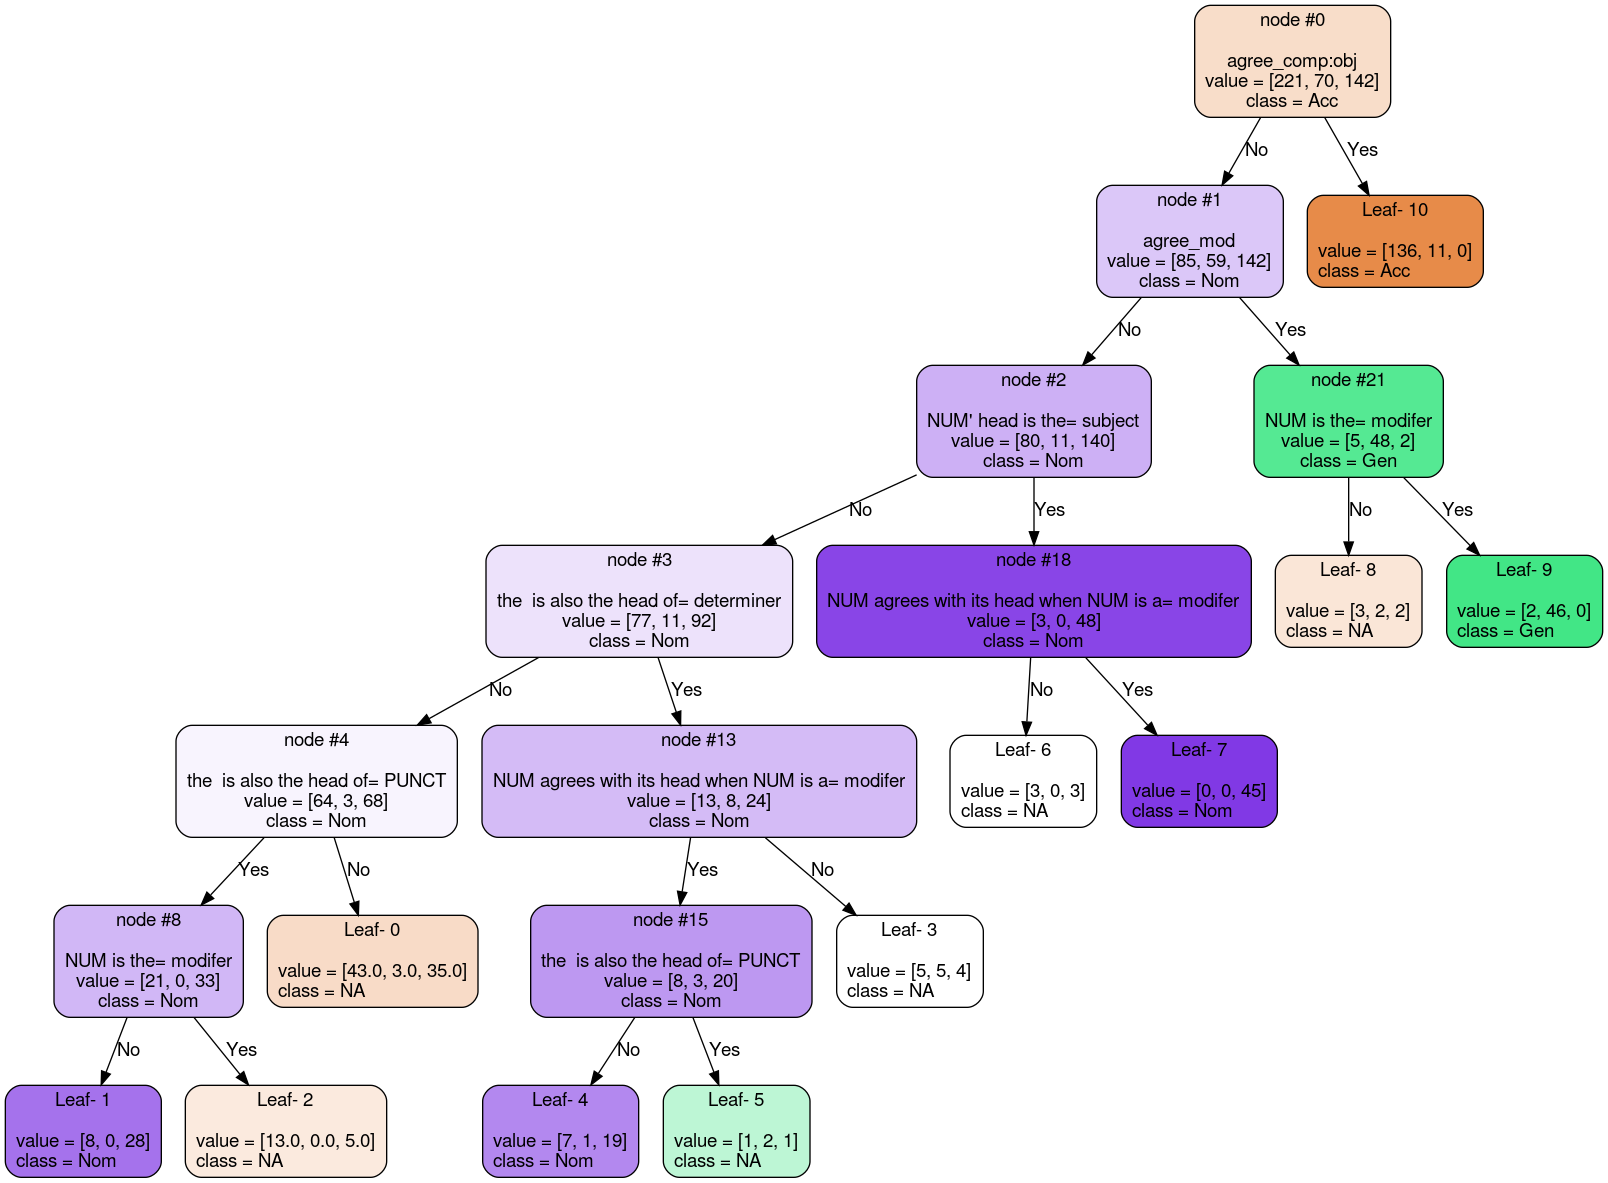 node #0
agree_comp:obj
value = [221, 70, 142]
class = Acc
No
Yes
node #1
agree_mod
value = [85, 59, 142]
class = Nom
Leaf- 10
value = [136, 11, 0]
class = Acc
No
Yes
node #2
NUM' head is the= subject
value = [80, 11, 140]
class = Nom
node #21
NUM is the= modifer
value = [5, 48, 2]
class = Gen
No
Yes
No
Yes
node #3
the  is also the head of= determiner
value = [77, 11, 92]
class = Nom
node #18
NUM agrees with its head when NUM is a= modifer
value = [3, 0, 48]
class = Nom
Leaf- 8
value = [3, 2, 2]
class = NA
Leaf- 9
value = [2, 46, 0]
class = Gen
No
Yes
No
Yes
node #4
the  is also the head of= PUNCT
value = [64, 3, 68]
class = Nom
node #13
NUM agrees with its head when NUM is a= modifer
value = [13, 8, 24]
class = Nom
Leaf- 6
value = [3, 0, 3]
class = NA
Leaf- 7
value = [0, 0, 45]
class = Nom
Yes
No
Yes
No
node #8
NUM is the= modifer
value = [21, 0, 33]
class = Nom
Leaf- 0
value = [43.0, 3.0, 35.0]
class = NA
node #15
the  is also the head of= PUNCT
value = [8, 3, 20]
class = Nom
Leaf- 3
value = [5, 5, 4]
class = NA
No
Yes
No
Yes
Leaf- 1
value = [8, 0, 28]
class = Nom
Leaf- 2
value = [13.0, 0.0, 5.0]
class = NA
Leaf- 4
value = [7, 1, 19]
class = Nom
Leaf- 5
value = [1, 2, 1]
class = NA